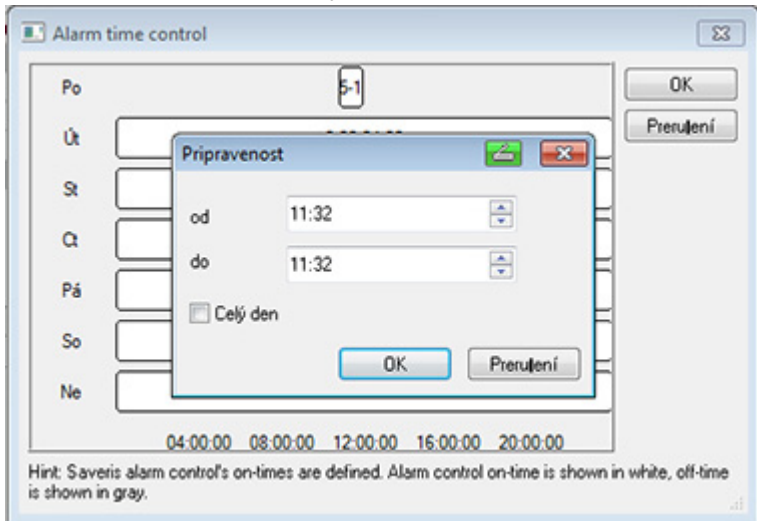 Alarm time control
Po
5-1
OK
Út
Prerulení
Pripravenost
St
od
11:32
Čt
do
11:32
Pá
Celý den
So
OK
Prerulení
Ne
04:00:00 08:00:00 12:00:00 16:00:00 20:00:00
Hint: Saveris alarm control's on-times are defined. Alarm control on-time is shown in white, off-time
is shown in gray.